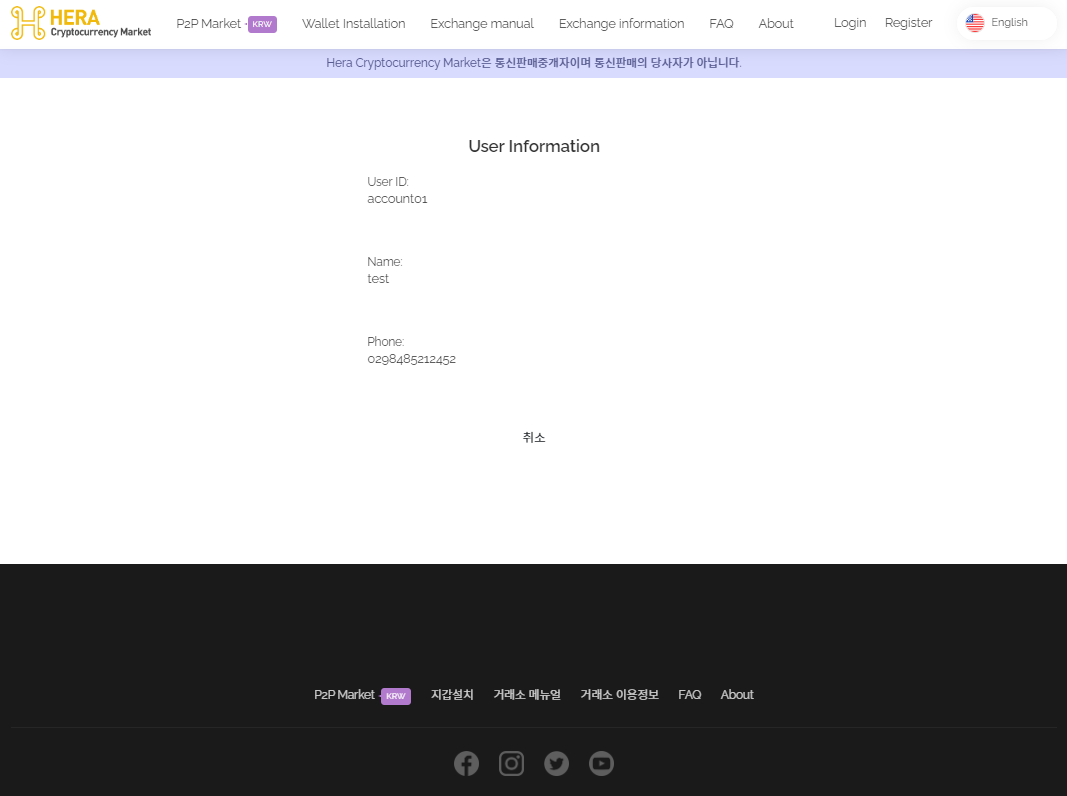 HERA
Cryptocurrency Market
P2P Market - KRW
Wallet Installation
Exchange manual
Exchange information
FAQ
About
Login
Register
English
Hera Cryptocurrency Market은 통신판매중개자이며 통신판매의 당사자가 아닙니다.
User Information
User ID:
account01
Name:
test
Phone:
0298485212452
취소
P2P Market - KRW
지갑설치
거래소 메뉴얼
거래소 이용정보
FAQ
About